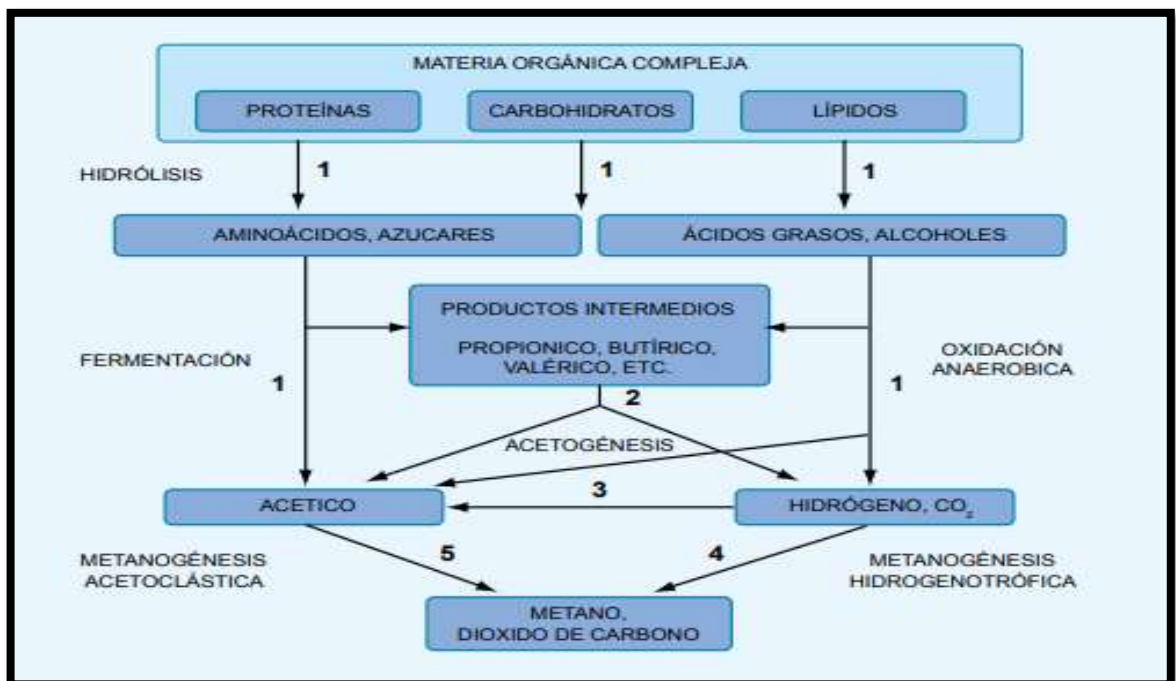 MATERIA ORGÁNICA COMPLEJA
PROTEÍNAS
CARBOHIDRATOS
LÍPIDOS
HIDRÓLISIS
1
1
1
AMINOÁCIDOS, AZUCARES
ÁCIDOS GRASOS, ALCOHOLES
PRODUCTOS INTERMEDIOS
PROPIONICO, BUTÍRICO,
VALÉRICO, ETC.
FERMENTACIÓN
1
1
OXIDACIÓN
ANAEROBICA
2
ACETOGÉNESIS
ACETICO
3
HIDRÓGENO, CO₂
METANOGÉNESIS
ACETOCLÁSTICA
5
4
METANOGÉNESIS
HIDROGENOTRÓFICA
METANO,
DIOXIDO DE CARBONO